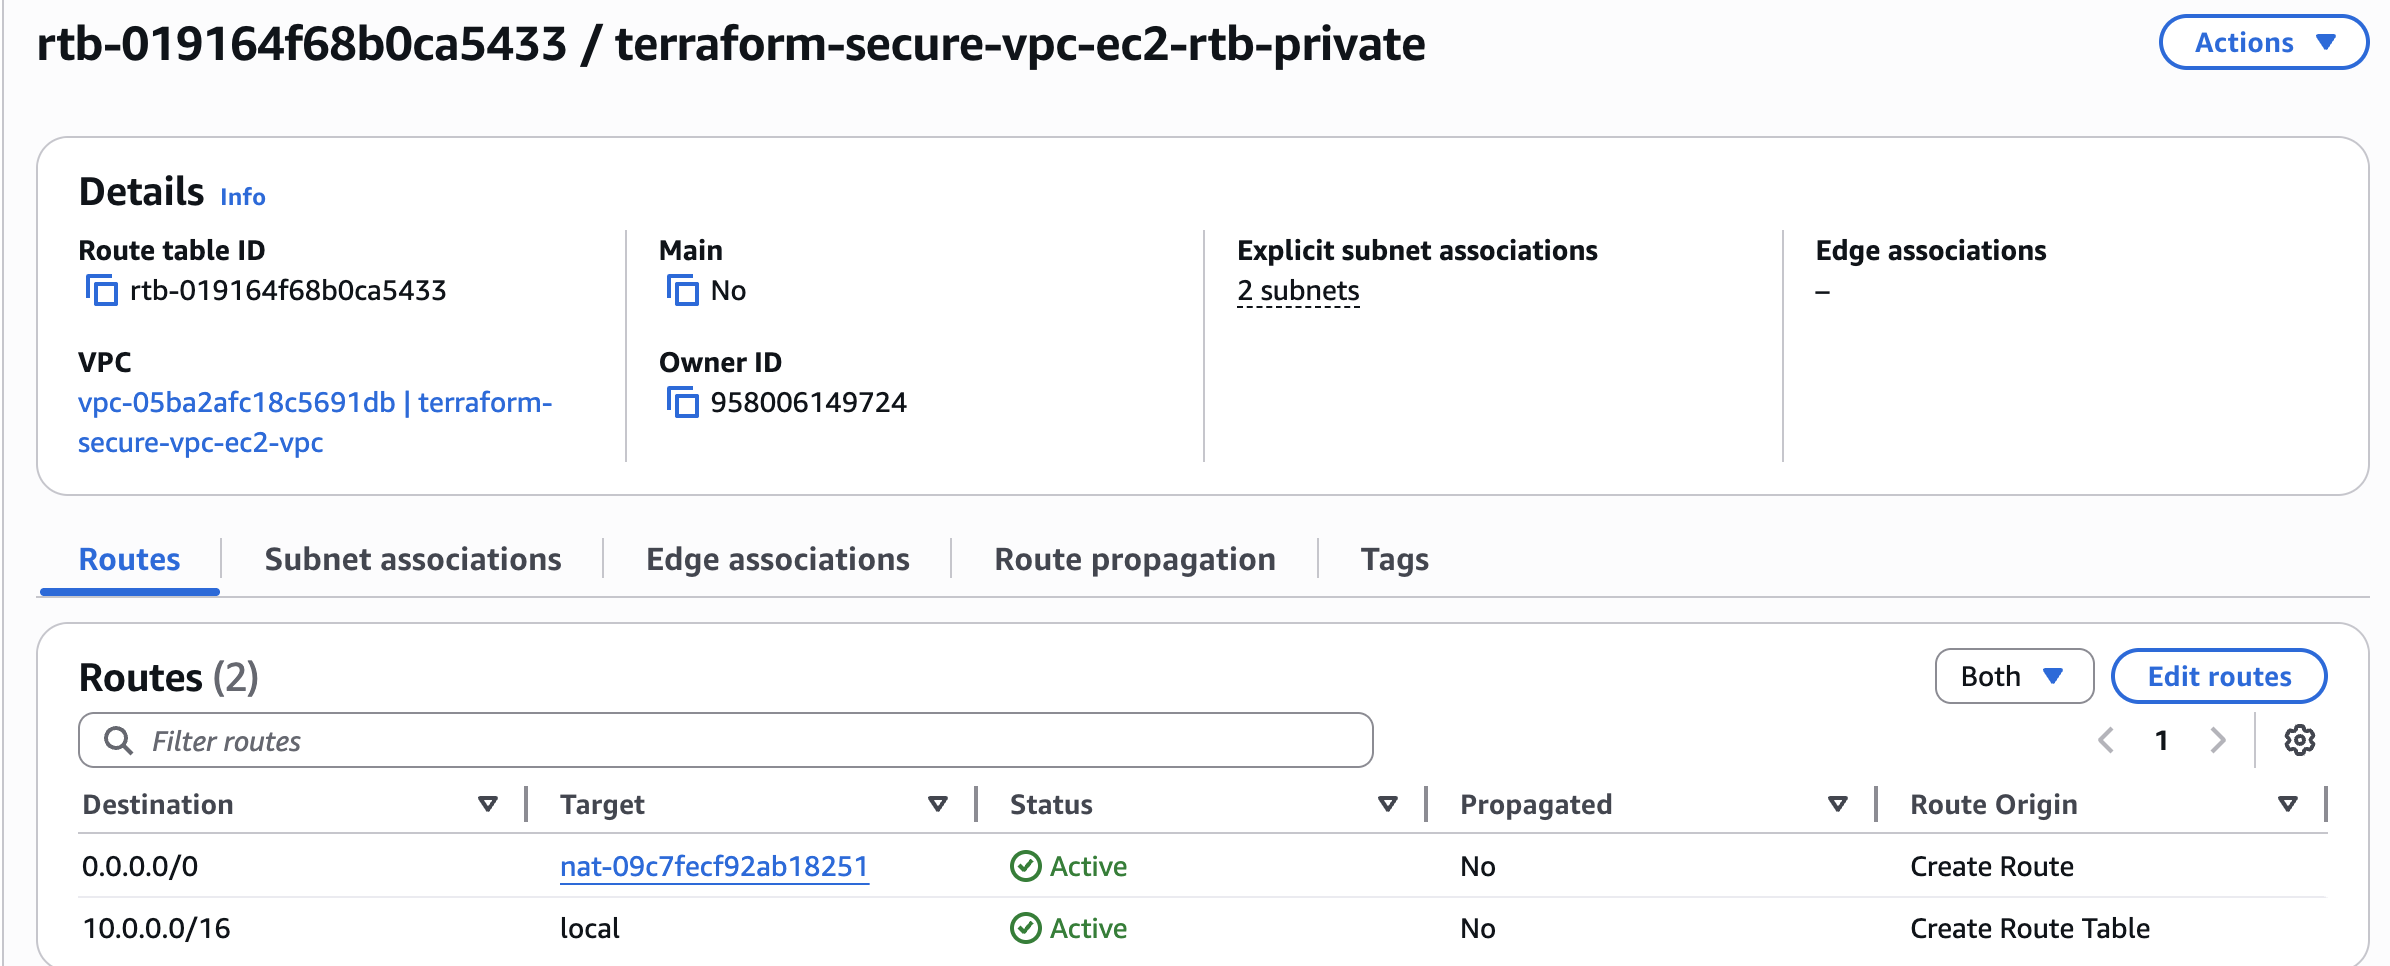 rtb-019164f68b0ca5433 / terraform-secure-vpc-ec2-rtb-private
Actions
Details Info
Route table ID
rtb-019164f68b0ca5433
Main
No
Explicit subnet associations
2 subnets
Edge associations
–
VPC
vpc-05ba2afc18c5691db | terraform-
secure-vpc-ec2-vpc
Owner ID
958006149724
Routes Subnet associations Edge associations Route propagation Tags
Routes (2)
Both
Edit routes
Filter routes
1
Destination Target Status Propagated Route Origin
0.0.0.0/0 nat-09c7fecf92ab18251 Active No Create Route
10.0.0.0/16 local Active No Create Route Table